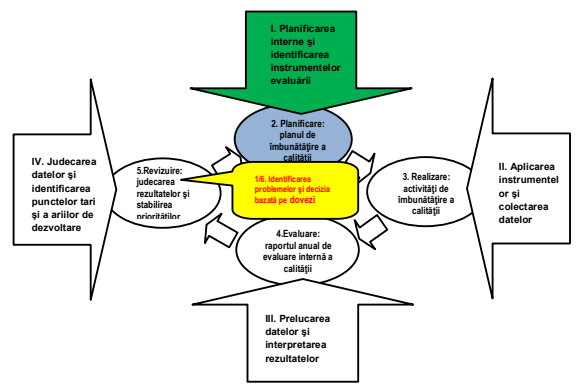 I. Planificarea
interne şi
identificarea
instrumentelor
evaluării
2. Planificare:
planul de
îmbunătăţire a
calităţii
1/6. Identificarea
problemelor şi decizia
bazată pe dovezi
3. Realizare:
activităţi de
îmbunătăţire a
calităţii
II. Aplicarea
instrumentel
or şi
colectarea
datelor
4.Evaluare:
raportul anual de
evaluare internă a
calităţii
III. Prelucarea
datelor şi
interpretarea
rezultatelor
5.Revizuire:
judecarea
rezultatelor şi
stabilirea
priorităţilor
IV. Judecarea
datelor şi
identificarea
punctelor tari
şi a ariilor de
dezvoltare